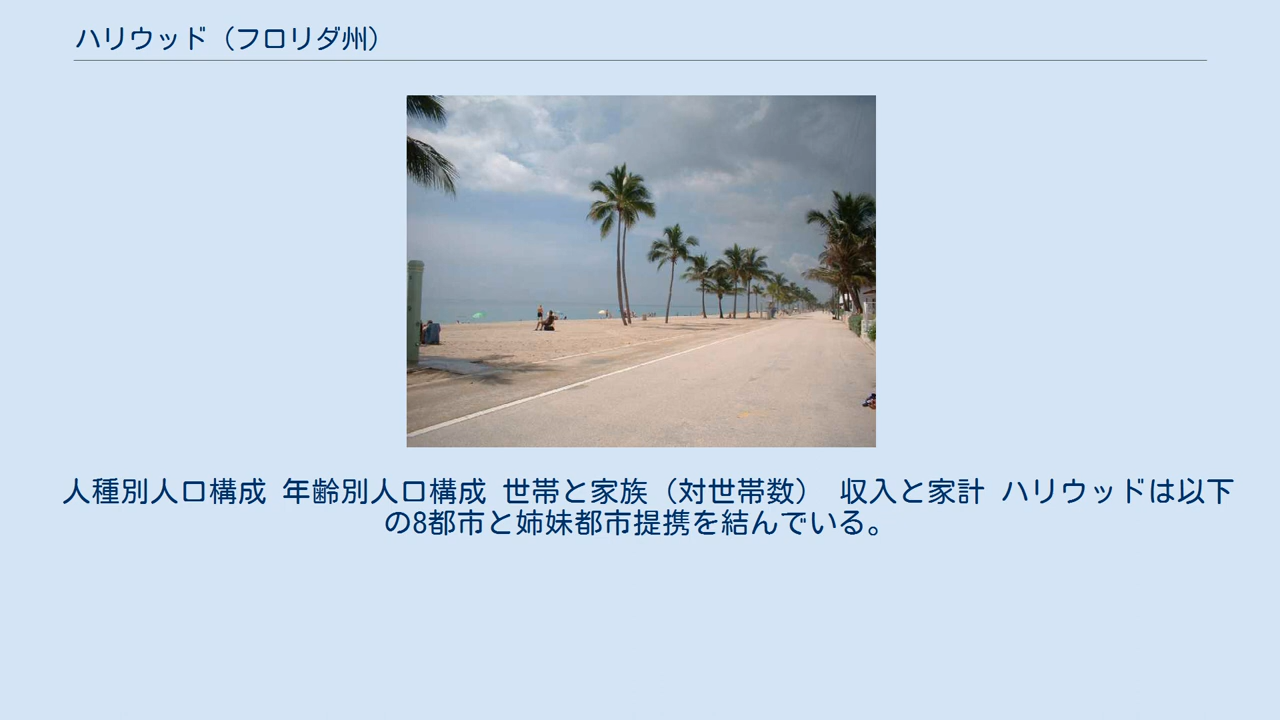 ハリウッド（フロリダ州）
人種別人口構成 年齢別人口構成 世帯と家族（対世帯数） 収入と家計 ハリウッドは以下
の8都市と姉妹都市提携を結んでいる。